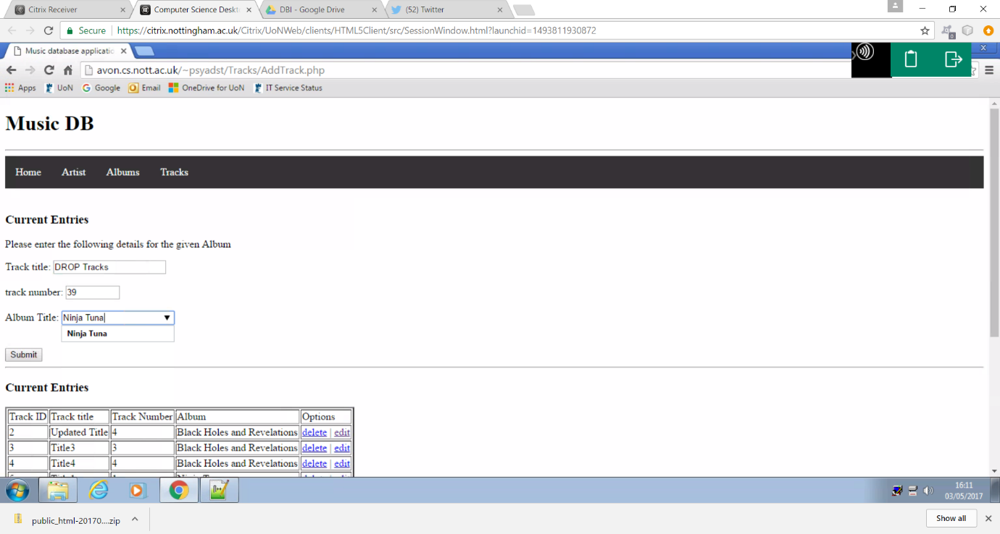 Citrix Receiver
Computer Science Deskt
DBI - Google Drive
(52) Twitter
Secure
https://citrix.nottingham.ac.uk/Citrix/UoNWeb/clients/HTML5Client/src/SessionWindow.html?launchid=1493811930872
0
Music database applicatio
avon.cs.nott.ac.uk/~psyadst/Tracks/AddTrack.php
Apps UoN Google Email OneDrive for UoN IT Service Status
Music DB
Home Artist Albums Tracks
Current Entries
Please enter the following details for the given Album
Track title: DROP Tracks
track number: 39
Album Title: Ninja Tuna
Ninja Tuna
Submit
Current Entries
Track ID Track title Track Number Album Options
2 Updated Title 4 Black Holes and Revelations delete | edit
3 Title3 3 Black Holes and Revelations delete | edit
4 Title4 4 Black Holes and Revelations delete | edit
16:11
03/05/2017
public_html-20170....zip
Show all